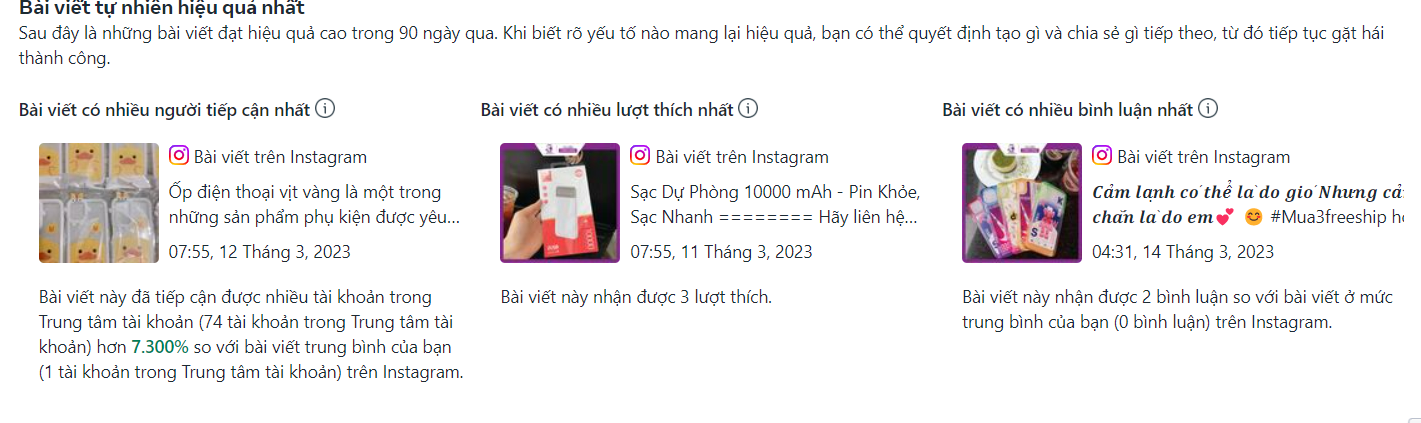 Bài viết tự nhiên hiệu quả nhất
Sau đây là những bài viết đạt hiệu quả cao trong 90 ngày qua. Khi biết rõ yếu tố nào mang lại hiệu quả, bạn có thể quyết định tạo gì và chia sẻ gì tiếp theo, từ đó tiếp tục gặt hái
thành công.
Bài viết có nhiều người tiếp cận nhất
Bài viết trên Instagram
Ốp điện thoại vịt vàng là một trong
những sản phẩm phụ kiện được yêu...
07:55, 12 Tháng 3, 2023
Bài viết này đã tiếp cận được nhiều tài khoản trong
Trung tâm tài khoản (74 tài khoản trong Trung tâm tài
khoản) hơn 7.300% so với bài viết trung bình của bạn
(1 tài khoản trong Trung tâm tài khoản) trên Instagram.
Bài viết có nhiều lượt thích nhất
Bài viết trên Instagram
Sạc Dự Phòng 10000 mAh - Pin Khỏe,
Sạc Nhanh ======== Hãy liên hệ...
07:55, 11 Tháng 3, 2023
Bài viết này nhận được 3 lượt thích.
Bài viết có nhiều bình luận nhất
Bài viết trên Instagram
Cảm lạnh có thể là do gió Nhưng cả
chăn là do em💕 😊 #Mua3freeship
04:31, 14 Tháng 3, 2023
Bài viết này nhận được 2 bình luận so với bài viết ở mức
trung bình của bạn (0 bình luận) trên Instagram.